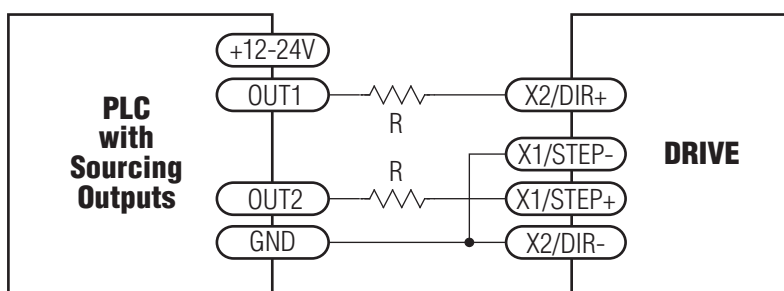 PLC
with
Sourcing
Outputs
+12-24V
OUT1
OUT2
GND
R
R
X2/DIR+
X1/STEP-
X1/STEP+
X2/DIR-
DRIVE